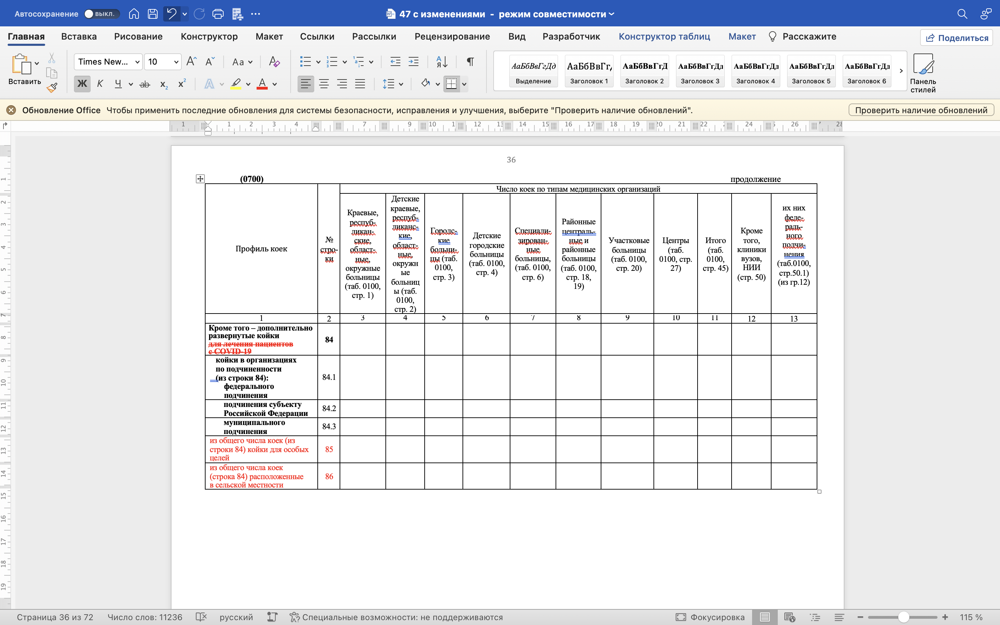 Автосохранение ВЫКЛ.
47 с изменениями - режим совместимости
Главная Вставка Рисование Конструктор Макет Ссылки Рассылки Рецензирование Вид Разработчик Конструктор таблиц Макет Расскажите Поделиться
Вставить
Times New... 10
Ж К Ч ab x2 x2
АаБбВвГгДд АаБбВвГг, АаБбВвГгД АаБбВвГгДд АаБбВвГгДд АаБбВвГгДд АаБбВвГгДд
Выделение Заголовок 1 Заголовок 2 Заголовок 3 Заголовок 4 Заголовок 5 Заголовок 6
Панель
стилей
Обновление Office Чтобы применить последние обновления для системы безопасности, исправления и улучшения, выберите "Проверить наличие обновлений".
Проверить наличие обновлений
36
(0700) продолжение
Профиль коек
№
стро-
ки
Число коек по типам медицинских организаций
Краевые,
респуб-
ликан-
ские,
област-
ные,
окружные
больницы
(таб. 0100,
стр. 1)
Детские
краевые,
респуб-
ликанс-
кие,
област-
ные,
окружн
ые
больниц
ы (таб.
0100,
стр. 2)
Городс-
кие
больни-
цы (таб.
0100,
стр. 3)
Детские
городские
больницы
(таб. 0100,
стр. 4)
Специали-
зирован-
ные
больницы,
(таб. 0100,
стр. 6)
Районные
централь-
ные и
районные
больницы
(таб. 0100,
стр. 18,
19)
Участковые
больницы
(таб. 0100,
стр. 20)
Центры
(таб.
0100, стр.
27)
Итого
(таб.
0100,
стр. 45)
Кроме
того,
клиники
вузов,
НИИ
(стр. 50)
их них
феде-
раль-
ного
подчи-
нения
(таб.0100,
стр.50.1)
(из гр.12)
1 2 3 4 5 6 7 8 9 10 11 12 13
Кроме того – дополнительно
развернутые койки
для лечения пациентов
с COVID-19
84
койки в организациях
по подчиненности
(из строки 84):
федерального
подчинения
84.1
подчинения субъекту
Российской Федерации
84.2
муниципального
подчинения
84.3
из общего числа коек (из
строки 84) койки для особых
целей
85
из общего числа коек
(строка 84) расположенные
в сельской местности
86
Страница 36 из 72 Число слов: 11236 русский Специальные возможности: не поддерживаются Фокусировка 115 %